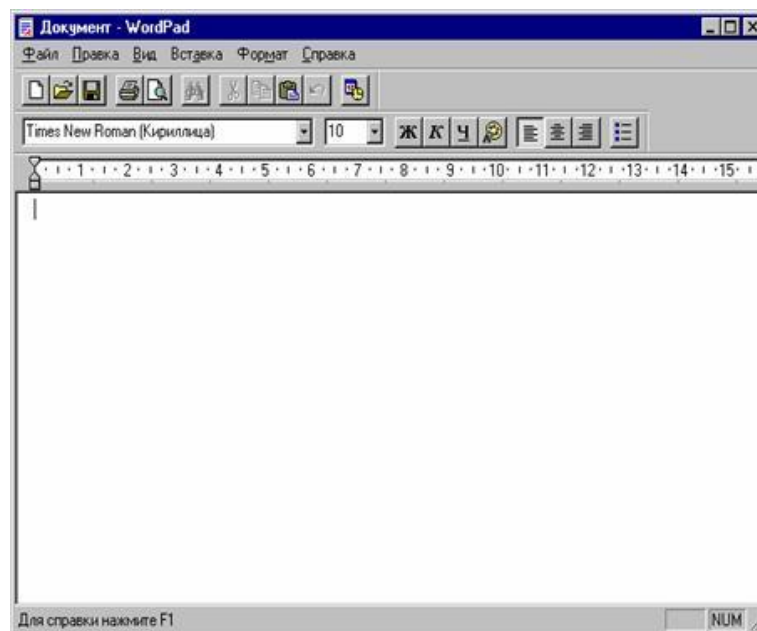 Документ - WordPad
Файл Правка Вид Вставка Формат Справка
Times New Roman (Кириллица) 10 Ж К Ч
1 2 3 4 5 6 7 8 9 10 11 12 13 14 15
Для справки нажмите F1 NUM